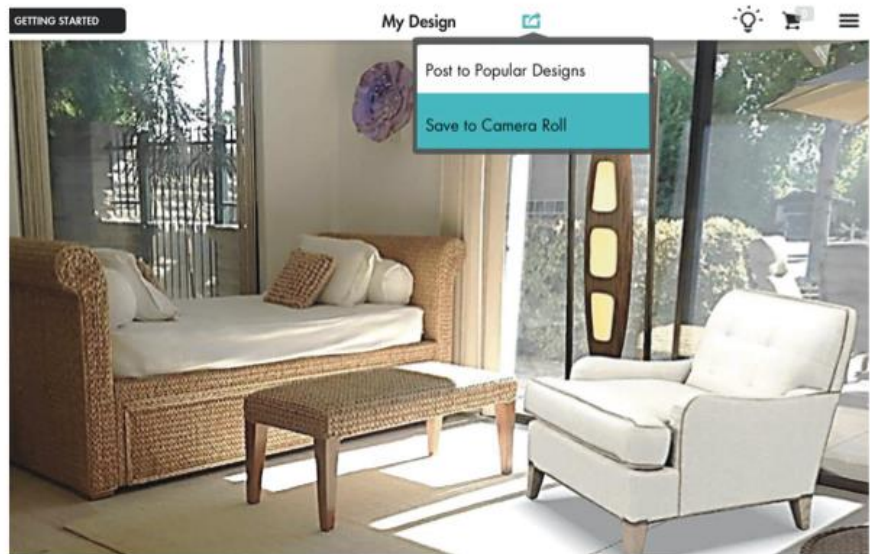 GETTING STARTED
My Design
Post to Popular Designs
Save to Camera Roll